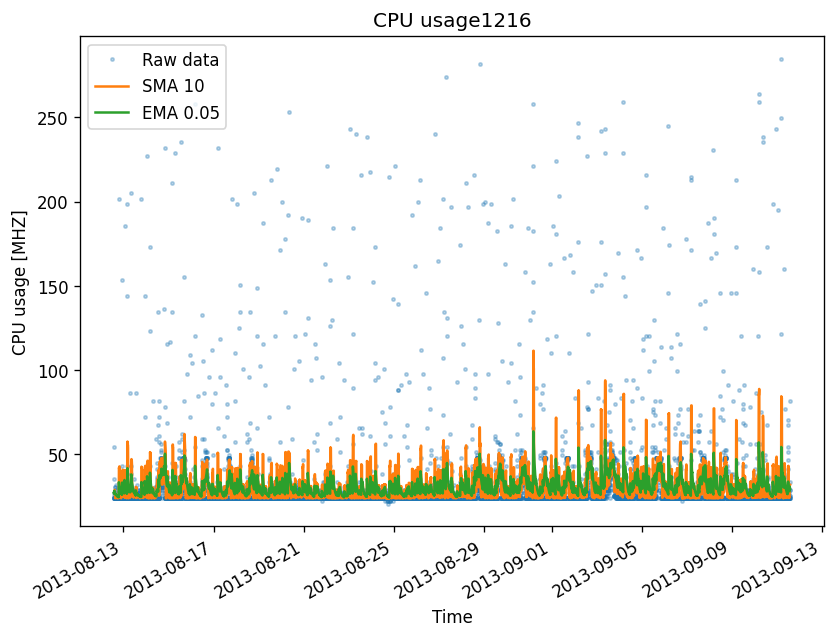 CPU usage1216
Raw data
SMA 10
EMA 0.05
250
200
150
100
50
CPU usage [MHZ]
2013-08-13
2013-08-17
2013-08-21
2013-08-25
2013-08-29
2013-09-01
2013-09-05
2013-09-09
2013-09-13
Time